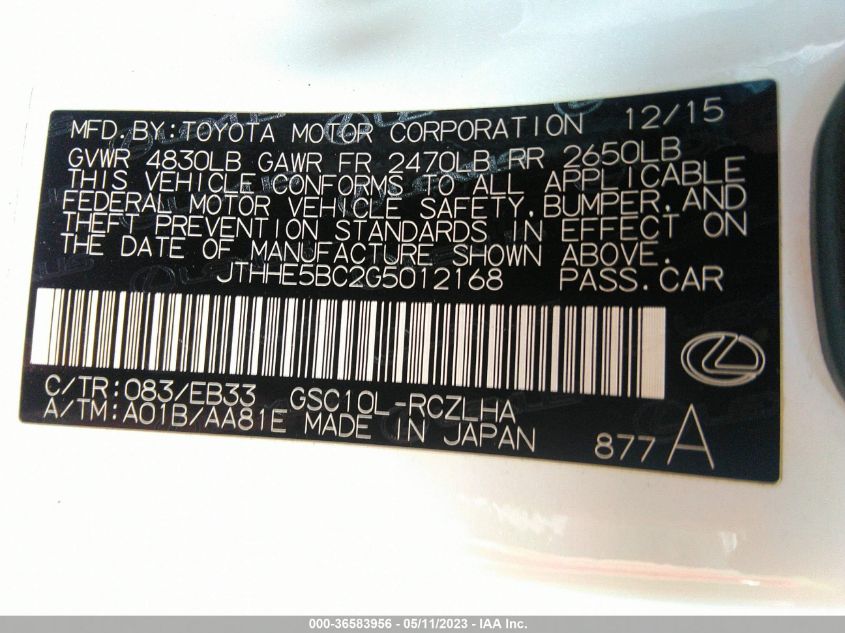 MFD.BY:TOYOTA MOTOR CORPORATION 12/15
GVWR 4830LB GAWR FR 2470LB RR 2650LB
THIS VEHICLE CONFORMS TO ALL APPLICABLE
FEDERAL MOTOR VEHICLE SAFETY,BUMPER,AND
THEFT PREVENTION STANDARDS IN EFFECT ON
THE DATE OF MANUFACTURE SHOWN ABOVE.
JTHHE5BC2G5012168 PASS.CAR
C/TR:083/EB33 GSC10L-RCZLHA
A/TM:A01B/AA81E MADE IN JAPAN 877A
000-36583956 - 05/11/2023 - IAA Inc.